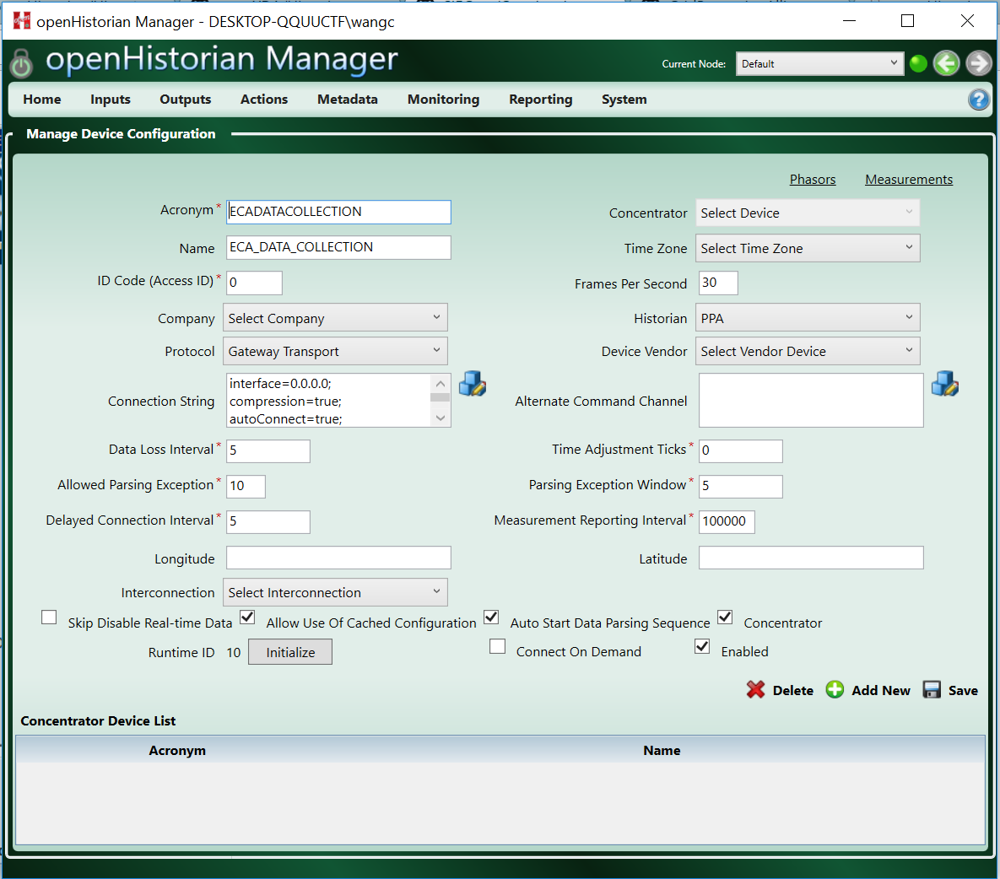 openHistorian Manager - DESKTOP-QQUUCTF\wangc
openHistorian Manager
Current Node: Default
Home Inputs Outputs Actions Metadata Monitoring Reporting System
Manage Device Configuration
Phasors Measurements
Acronym * ECADATACOLLECTION Concentrator Select Device
Name ECA_DATA_COLLECTION Time Zone Select Time Zone
ID Code (Access ID) * 0 Frames Per Second 30
Company Select Company Historian PPA
Protocol Gateway Transport Device Vendor Select Vendor Device
Connection String interface=0.0.0.0; Alternate Command Channel
compression=true;
autoConnect=true;
Data Loss Interval * 5 Time Adjustment Ticks * 0
Allowed Parsing Exception * 10 Parsing Exception Window * 5
Delayed Connection Interval * 5 Measurement Reporting Interval * 100000
Longitude Latitude
Interconnection Select Interconnection
Skip Disable Real-time Data Allow Use Of Cached Configuration Auto Start Data Parsing Sequence Concentrator
Runtime ID 10 Initialize Connect On Demand Enabled
Delete Add New Save
Concentrator Device List
Acronym Name